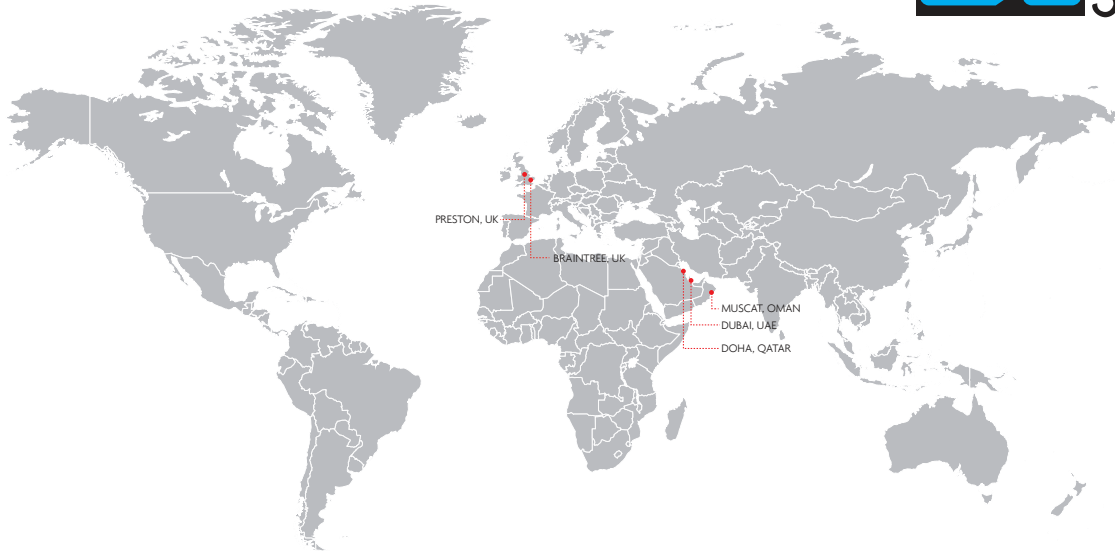 PRESTON, UK
BRAINTREE, UK
MUSCAT, OMAN
DUBAI, UAE
DOHA, QATAR